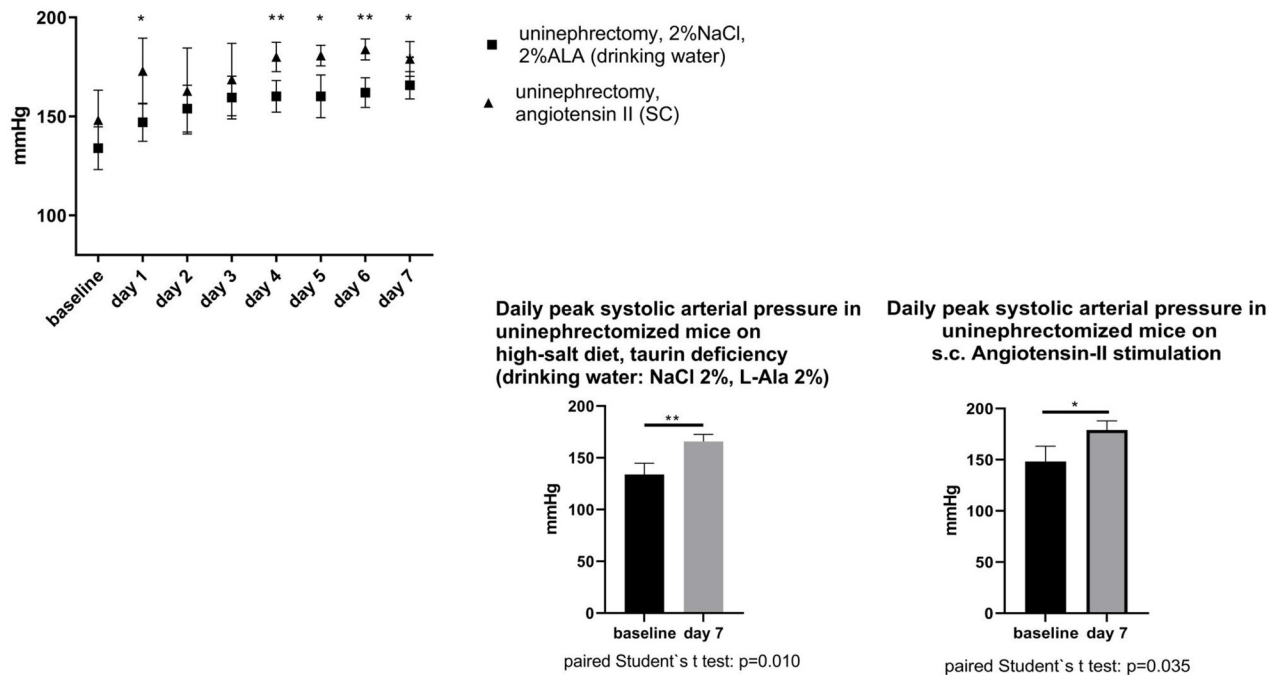 200
150
100
mmHg
* ** * ** *
baseline
day 1
day 2
day 3
day 4
day 5
day 6
day 7
uninephrectomy, 2%NaCl,
2%ALA (drinking water)
uninephrectomy,
angiotensin II (SC)
Daily peak systolic arterial pressure in
uninephrectomized mice on
high-salt diet, taurin deficiency
(drinking water: NaCl 2%, L-Ala 2%)
200
150
100
50
0
mmHg
**
baseline day 7
paired Student`s t test: p=0.010
Daily peak systolic arterial pressure in
uninephrectomized mice on
s.c. Angiotensin-II stimulation
200
150
100
50
0
mmHg
*
baseline day 7
paired Student`s t test: p=0.035